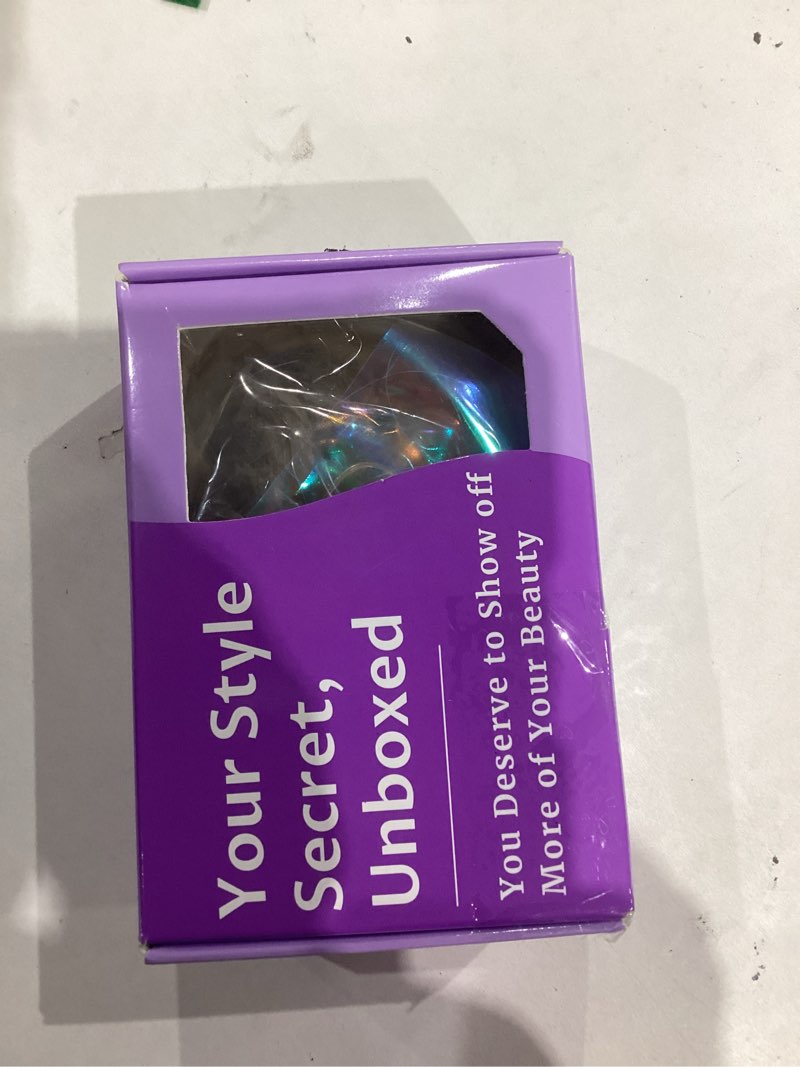 Your Style
Secret,
Unboxed
You Deserve to Show off
More of Your Beauty